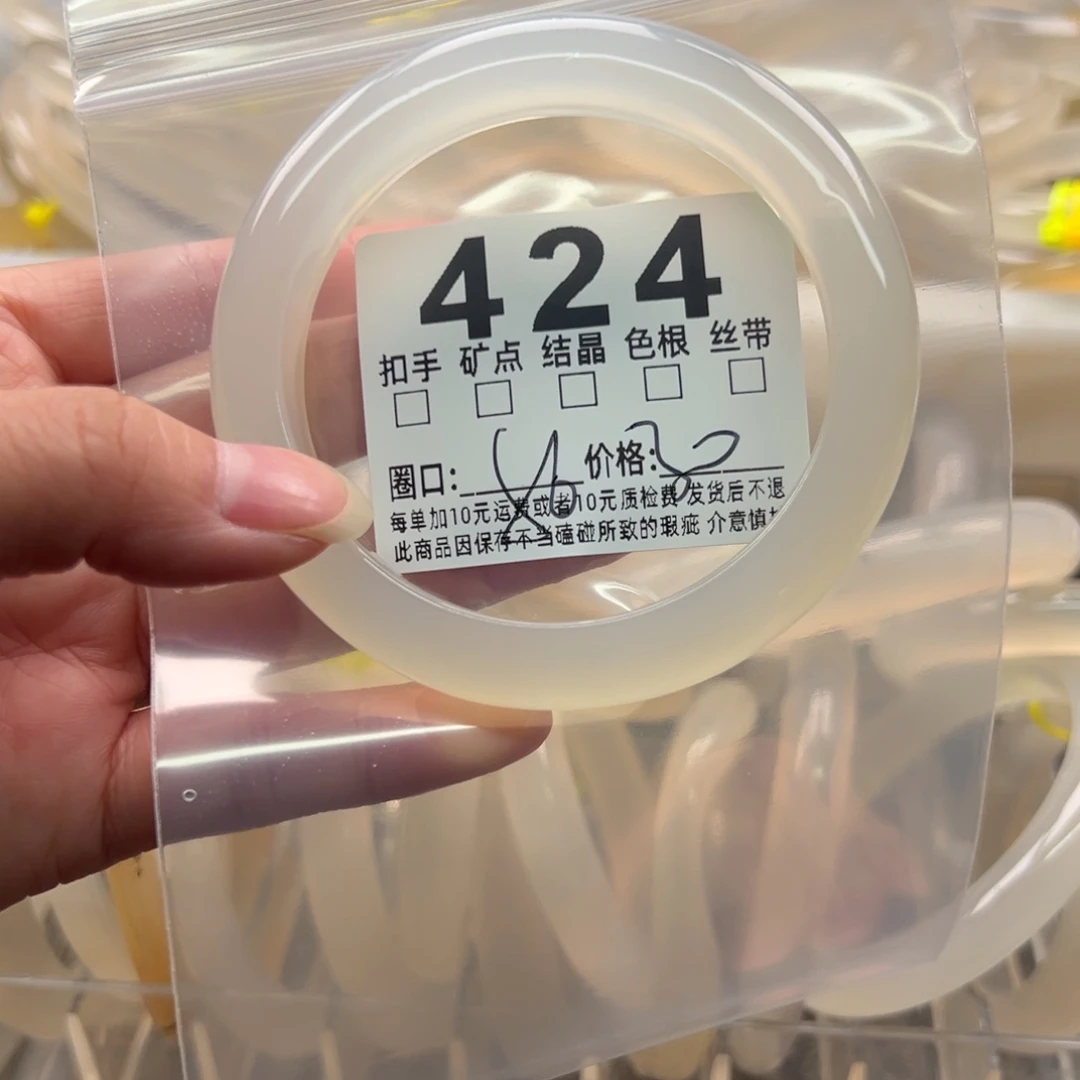 424
扣手 矿点 结晶 色根 丝带
圈口: 价格:
每单加10元运费或者10元质检费 发货后不退
此商品因保存不当磕碰所致的瑕疵 介意慎拍